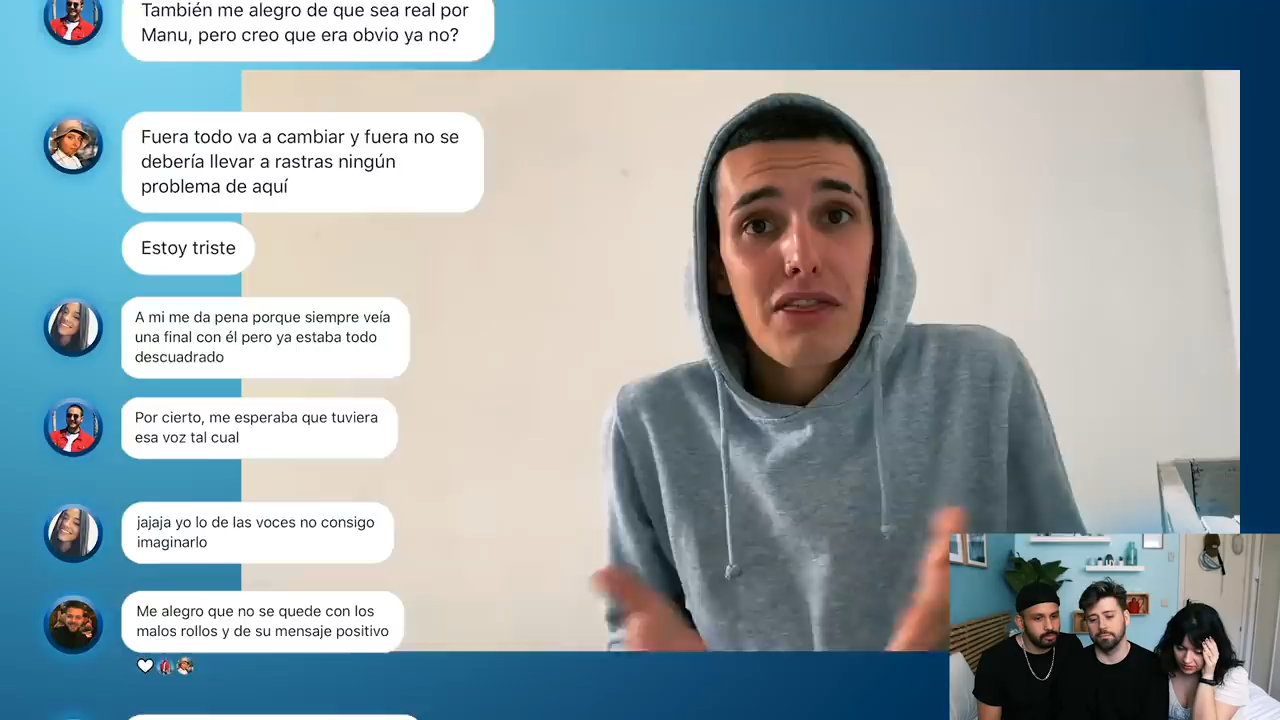 También me alegro de que sea real por
Manu, pero creo que era obvio ya no?
Fuera todo va a cambiar y fuera no se
debería llevar a rastras ningún
problema de aquí
Estoy triste
A mi me da pena porque siempre veía
una final con él pero ya estaba todo
descuadrado
Por cierto, me esperaba que tuviera
esa voz tal cual
jajaja yo lo de las voces no consigo
imaginarlo
Me alegro que no se quede con los
malos rollos y de su mensaje positivo